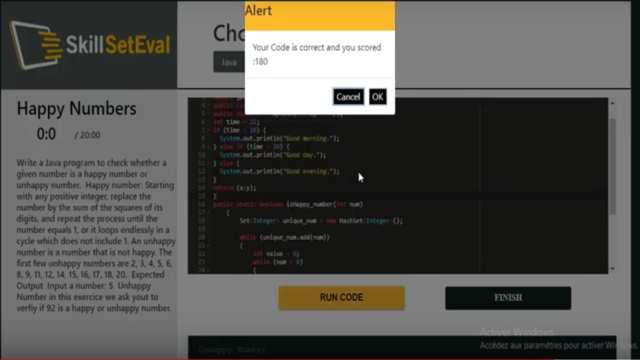 Alert
Your Code is correct and you scored
:180
Cancel OK
SkillSetEval
Java
Happy Numbers
0:0 / 20:00
Write a Java program to check whether a
given number is a happy number or
unhappy number. Happy number: Starting
with any positive integer, replace the
number by the sum of the squares of its
digits, and repeat the process until the
number equals 1, or it loops endlessly in a
cycle which does not include 1. An unhappy
number is a number that is not happy. The
first few unhappy numbers are 2, 3, 4, 5, 6,
8, 9, 11, 12, 14, 15, 16, 17, 18, 20. Expected
Output Input a number: 5 Unhappy
Number in this exercice we ask yout to
verfiy if 92 is a happy or unhappy number.
int time = 22;
if (time < 10) {
System.out.println("Good morning.");
} else if (time < 20) {
System.out.println("Good day.");
} else {
System.out.println("Good evening.");
}
return (x+y);
}
public static boolean isHappy_number(int num)
{
Set<Integer> unique_num = new HashSet<Integer>();
while (unique_num.add(num))
{
int value = 0;
while (num > 0)
{
RUN CODE
FINISH
Activer Windows
Accédez aux paramètres pour activer Windows.